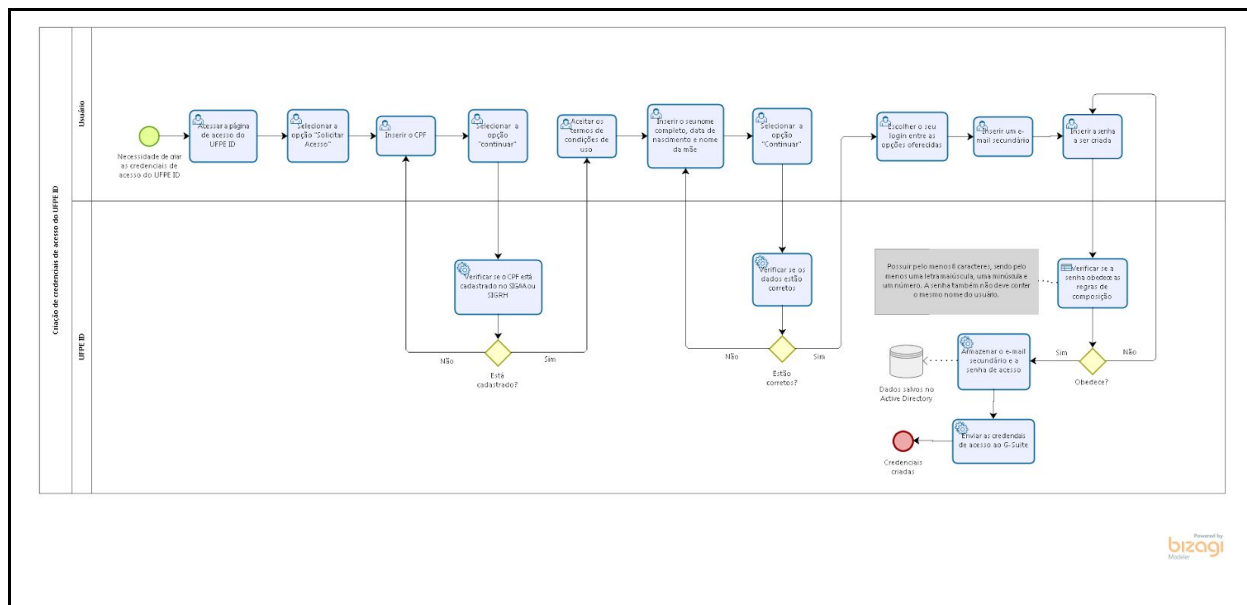 Criação de credenciais de acesso do UFPE ID
Usuário
Necessidade de criar
as credenciais de
acesso do UFPE ID
Acessar a página
de acesso do
UFPE ID
Selecionar a
opção "Solicitar
Acesso"
Inserir o CPF
Selecionar a
opção
"continuar"
Aceitar os
termos de
condições de
uso
Inserir o seu nome
completo, data de
nascimento e nome
da mãe
Selecionar a
opção
"Continuar"
Escolher o seu
login entre as
opções oferecidas
Inserir um e-
mail secundário
Inserir a senha
a ser criada
UFPE ID
Verificar se o CPF está
cadastrado no SIGAA ou
SIGRH
Não
Sim
Está
cadastrado?
Verificar se os
dados estão
corretos
Não
Sim
Estão
corretos?
Possuir pelo menos 8 caracteres, sendo pelo
menos uma letra maiúscula, uma minúscula e
um número. A senha também não deve conter
o mesmo nome do usuário.
Verificar se a
senha obedece as
regras de
composição
Sim
Não
Obedece?
Armazenar o e-mail
secundário e a
senha de acesso
Dados salvos no
Active Directory
Enviar as credenciais
de acesso ao G-Suite
Credenciais
criadas
Powered by
bizagi
Modeler